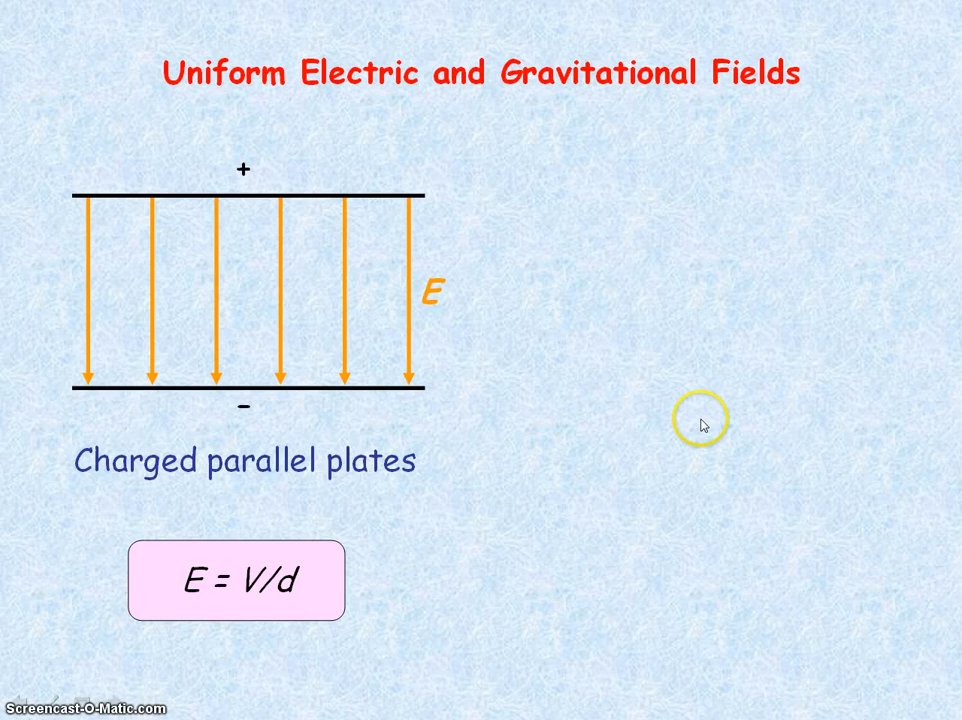 Uniform Electric and Gravitational Fields
+
E
–
Charged parallel plates
E = V/d
Screencast-O-Matic.com